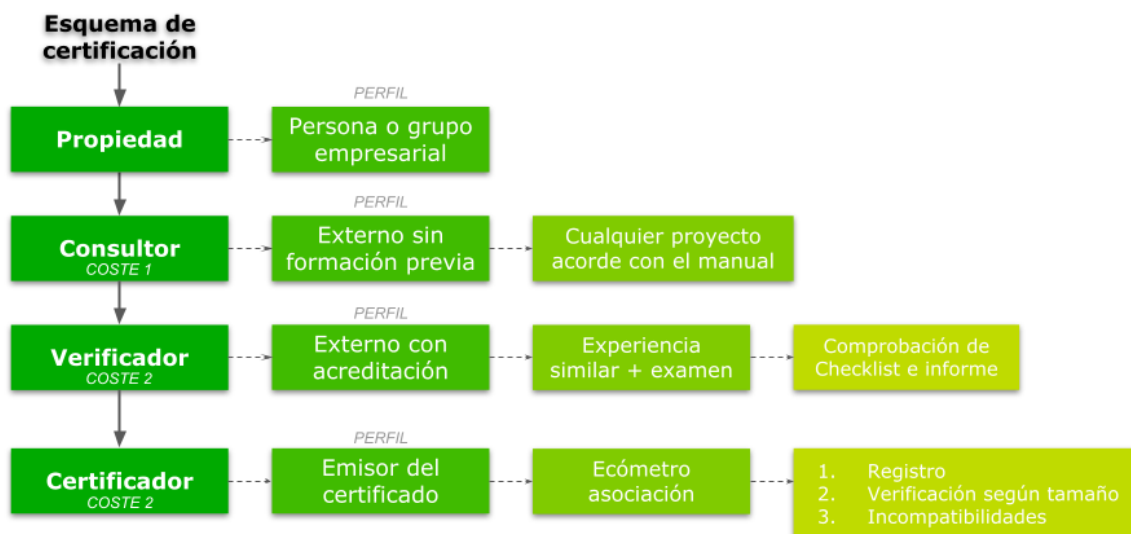 Esquema de
certificación
PERFIL
Propiedad
Persona o grupo
empresarial
PERFIL
Consultor
COSTE 1
Externo sin
formación previa
Cualquier proyecto
acorde con el manual
PERFIL
Verificador
COSTE 2
Externo con
acreditación
Experiencia
similar + examen
Comprobación de
Checklist e informe
PERFIL
Certificador
COSTE 2
Emisor del
certificado
Ecómetro
asociación
1. Registro
2. Verificación según tamaño
3. Incompatibilidades